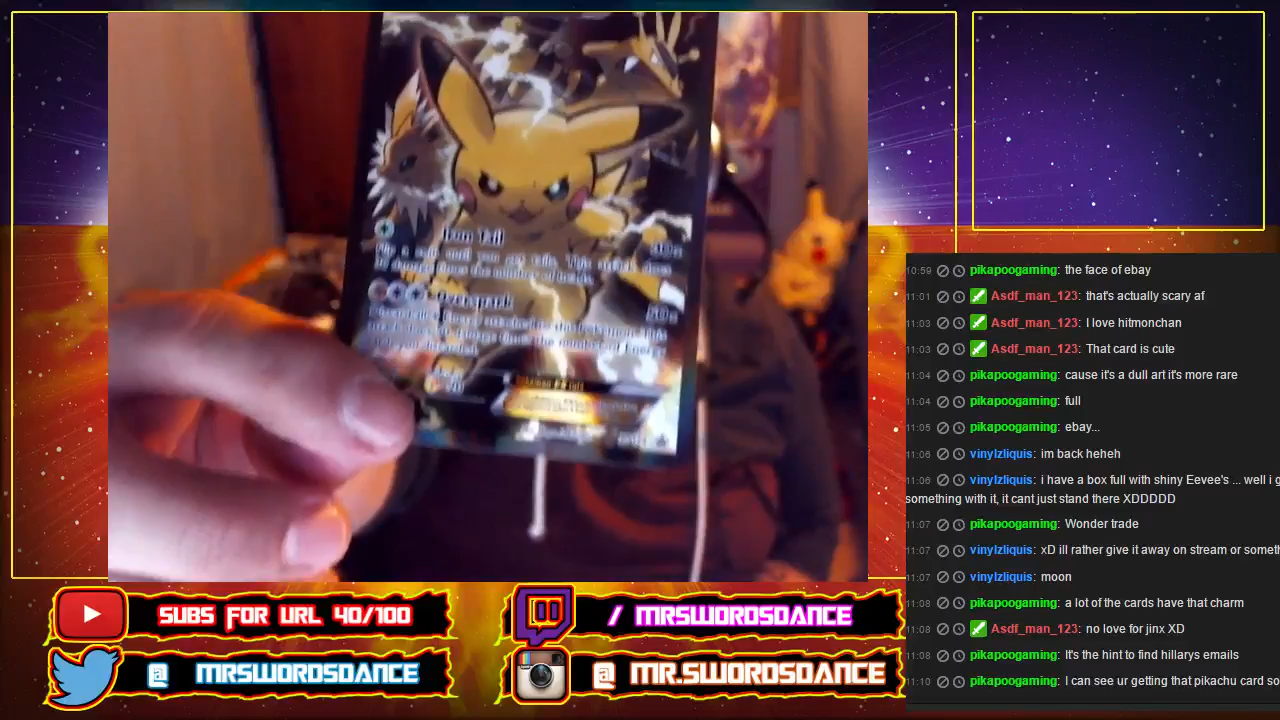 Iron Tail
Overspark
10:59 pikapoogaming: the face of ebay
11:01 Asdf_man_123: that's actually scary af
11:03 Asdf_man_123: I love hitmonchan
11:03 Asdf_man_123: That card is cute
11:04 pikapoogaming: cause it's a dull art it's more rare
11:04 pikapoogaming: full
11:05 pikapoogaming: ebay...
11:06 vinylzliquis: im back heheh
11:06 vinylzliquis: i have a box full with shiny Eevee's ... well i g
something with it, it cant just stand there XDDDDD
11:07 pikapoogaming: Wonder trade
11:07 vinylzliquis: xD ill rather give it away on stream or someth
11:07 vinylzliquis: moon
11:08 pikapoogaming: a lot of the cards have that charm
11:08 Asdf_man_123: no love for jinx XD
11:08 pikapoogaming: It's the hint to find hillarys emai
11:10 pikapoogaming: I can see ur getting that pikachu card so
SUBS FOR URL 40/100
/ MRSWORDSDANCE
@ MRSWORDSDANCE
@ MR.SWORDSDANCE